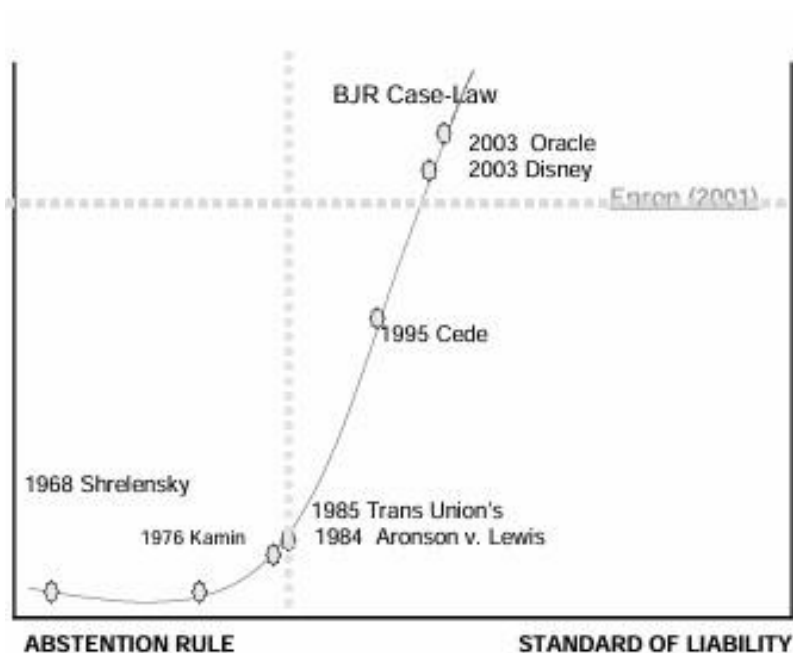 BJR Case-Law
2003 Oracle
2003 Disney
Enron (2001)
1995 Cede
1968 Shrelensky
1985 Trans Union's
1976 Kamin
1984 Aronson v. Lewis
ABSTENTION RULE
STANDARD OF LIABILITY